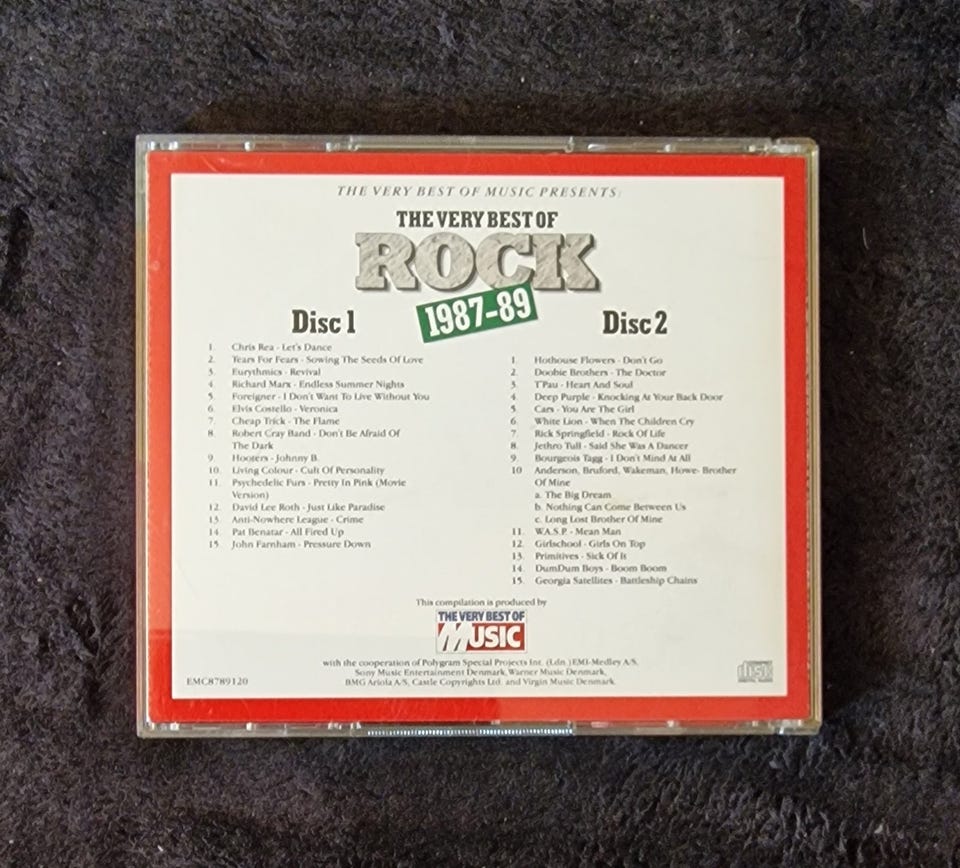 THE VERY BEST OF MUSIC PRESENTS:
THE VERY BEST OF
ROCK
1987-89
Disc 1
1. Chris Rea - Let's Dance
2. Tears For Fears - Sowing The Seeds Of Love
3. Eurythmics - Revival
4. Richard Marx - Endless Summer Nights
5. Foreigner - I Don't Want To Live Without You
6. Elvis Costello - Veronica
7. Cheap Trick - The Flame
8. Robert Cray Band - Don't Be Afraid Of
The Dark
9. Hooters - Johnny B.
10. Living Colour - Cult Of Personality
11. Psychedelic Furs - Pretty In Pink (Movie
Version)
12. David Lee Roth - Just Like Paradise
13. Anti-Nowhere League - Crime
14. Pat Benatar - All Fired Up
15. John Farnham - Pressure Down
Disc 2
1. Hothouse Flowers - Don't Go
2. Doobie Brothers - The Doctor
3. T'Pau - Heart And Soul
4. Deep Purple - Knocking At Your Back Door
5. Cars - You Are The Girl
6. White Lion - When The Children Cry
7. Rick Springfield - Rock Of Life
8. Jethro Tull - Said She Was A Dancer
9. Bourgeois Tagg - I Don't Mind At All
10 Anderson, Bruford, Wakeman, Howe- Brother
Of Mine
a. The Big Dream
b. Nothing Can Come Between Us
c. Long Lost Brother Of Mine
11. W.A.S.P. - Mean Man
12. Girlschool - Girls On Top
13. Primitives - Sick Of It
14. DumDum Boys - Boom Boom
15. Georgia Satellites - Battleship Chains
This compilation is produced by
THE VERY BEST OF
MUSIC
with the cooperation of Polygram Special Projects Int. (Ldn.) EMI-Medley A/S,
Sony Music Entertainment Denmark, Warner Music Denmark,
BMG Ariola A/S, Castle Copyrights Ltd. and Virgin Music Denmark.
EMC8789120
disc
DIGITAL AUDIO